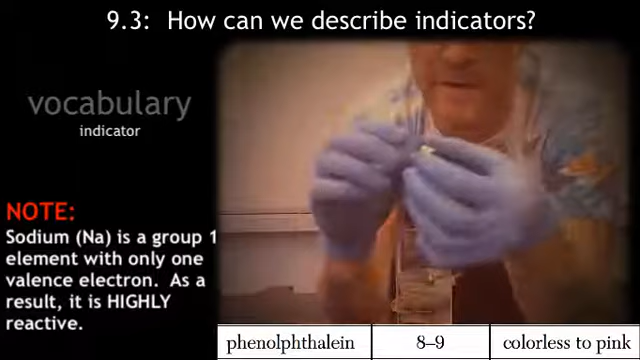 9.3: How can we describe indicators?
vocabulary
indicator
NOTE:
Sodium (Na) is a group 1
element with only one
valence electron. As a
result, it is HIGHLY
reactive.
phenolphthalein 8–9 colorless to pink